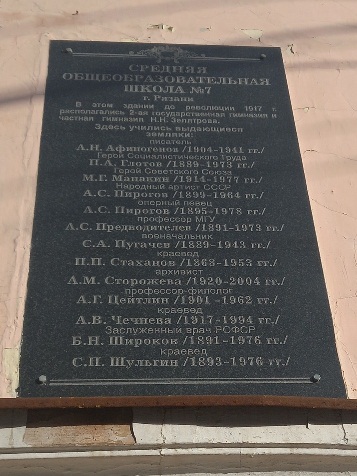 СРЕДНЯЯ
ОБЩЕОБРАЗОВАТЕЛЬНАЯ
ШКОЛА №7
г. Рязани
В этом здании до революции 1917 г.
располагались 2-ая государственная гимназия и
частная гимназия Н.Н. Зелятрова.
Здесь учились выдающиеся
земляки:
писатель
А.Н. Афиногенов /1904-1941 гг./
Герой Социалистического Труда
П.А. Глотов /1889-1973 гг./
Герой Советского Союза
М.Г. Малякин /1914-1977 гг./
Народный артист СССР
А.С. Пирогов /1899-1964 гг./
оперный певец
А.С. Пирогов /1895-1978 гг./
профессор МГУ
А.С. Предводителев /1891-1973 гг./
военачальник
С.А. Пугачев /1889-1943 гг./
краевод
П.П. Стаханов /1863-1953 гг./
архивист
А.М. Сторожева /1920-2004 гг./
профессор-филолог
А.Г. Цейтлин /1901 -1962 гг./
краевед
А.В. Чечнева /1917-1994 гг./
Заслуженный врач РСФСР
Б.Н. Широков /1891-1976 гг./
краевед
С.П. Шульгин /1893-1976 гг./